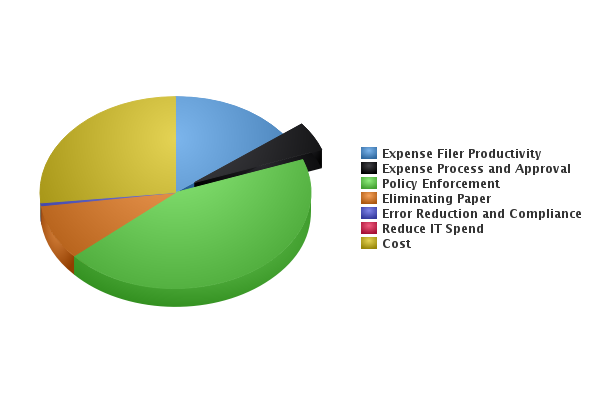 Expense Filer Productivity
Expense Process and Approval
Policy Enforcement
Eliminating Paper
Error Reduction and Compliance
Reduce IT Spend
Cost